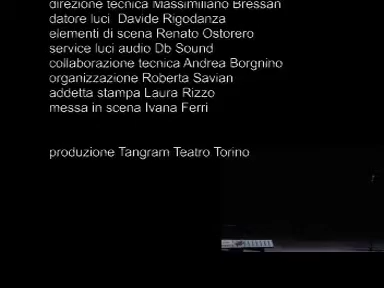 direzione tecnica Massimiliano Bressan
datore luci Davide Rigodanza
elementi di scena Renato Ostorero
service luci audio Db Sound
collaborazione tecnica Andrea Borgnino
organizzazione Roberta Savian
addetta stampa Laura Rizzo
messa in scena Ivana Ferri
produzione Tangram Teatro Torino